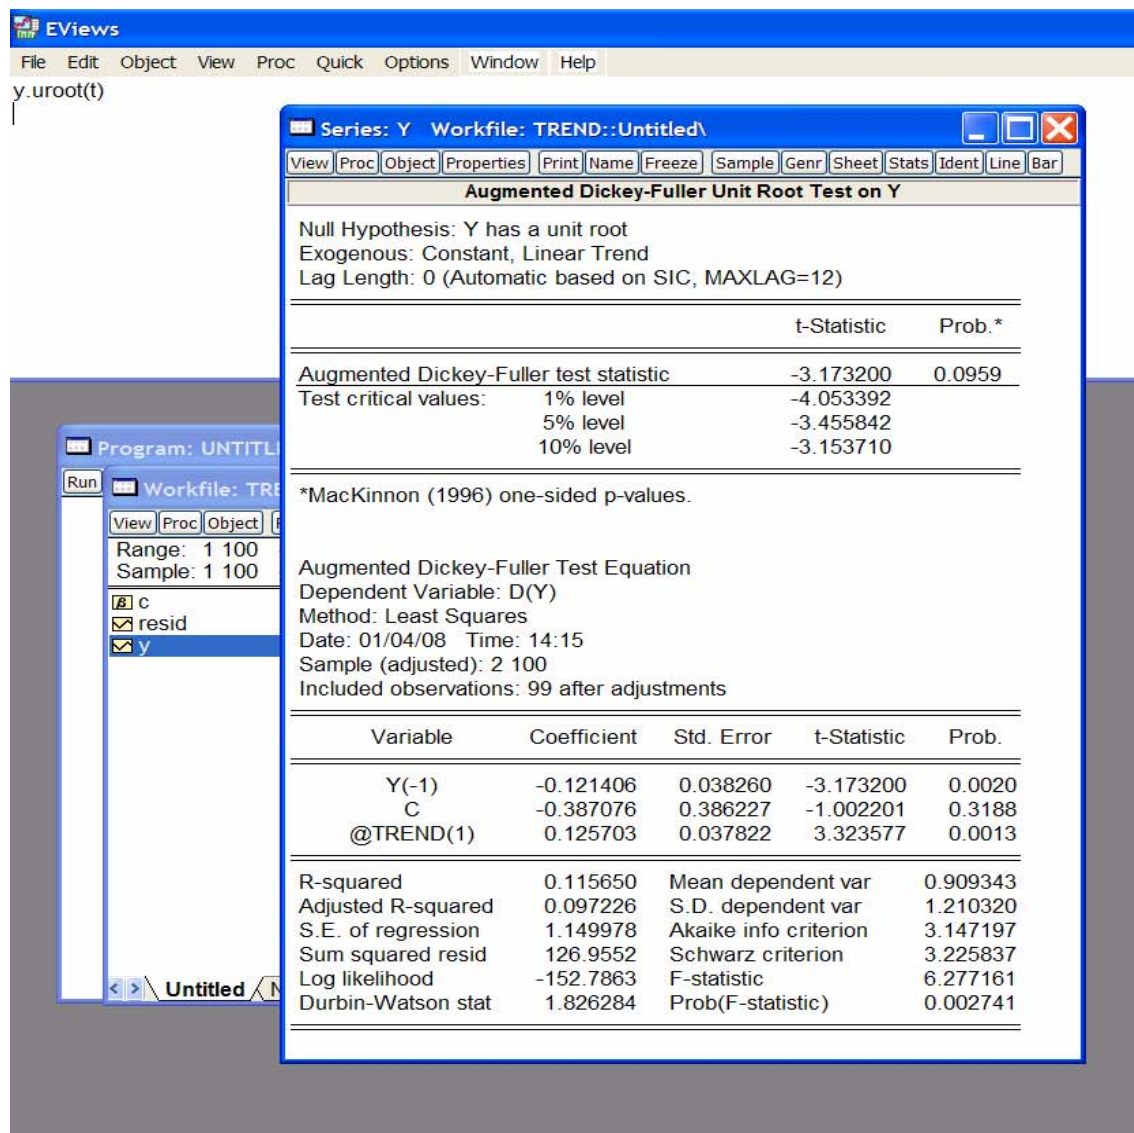 EViews
File Edit Object View Proc Quick Options Window Help
y.uroot(t)
Series: Y Workfile: TREND::Untitled\
View Proc Object Properties Print Name Freeze Sample Genr Sheet Stats Ident Line Bar
Augmented Dickey-Fuller Unit Root Test on Y
Null Hypothesis: Y has a unit root
Exogenous: Constant, Linear Trend
Lag Length: 0 (Automatic based on SIC, MAXLAG=12)
t-Statistic Prob.*
Augmented Dickey-Fuller test statistic -3.173200 0.0959
Test critical values: 1% level -4.053392
5% level -3.455842
10% level -3.153710
*MacKinnon (1996) one-sided p-values.
Augmented Dickey-Fuller Test Equation
Dependent Variable: D(Y)
Method: Least Squares
Date: 01/04/08 Time: 14:15
Sample (adjusted): 2 100
Included observations: 99 after adjustments
Variable Coefficient Std. Error t-Statistic Prob.
Y(-1) -0.121406 0.038260 -3.173200 0.0020
C -0.387076 0.386227 -1.002201 0.3188
@TREND(1) 0.125703 0.037822 3.323577 0.0013
R-squared 0.115650 Mean dependent var 0.909343
Adjusted R-squared 0.097226 S.D. dependent var 1.210320
S.E. of regression 1.149978 Akaike info criterion 3.147197
Sum squared resid 126.9552 Schwarz criterion 3.225837
Log likelihood -152.7863 F-statistic 6.277161
Durbin-Watson stat 1.826284 Prob(F-statistic) 0.002741
Program: UNTITL
Run
Workfile: TRE
View Proc Object
Range: 1 100
Sample: 1 100
β c
resid
y
Untitled N